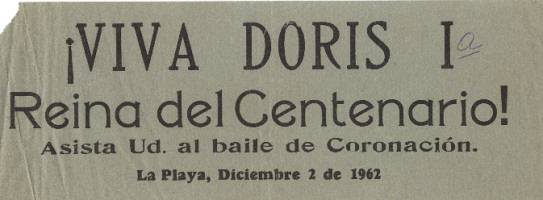 ¡VIVA DORIS Iª
Reina del Centenario!
Asista Ud. al baile de Coronación.
La Playa, Diciembre 2 de 1962